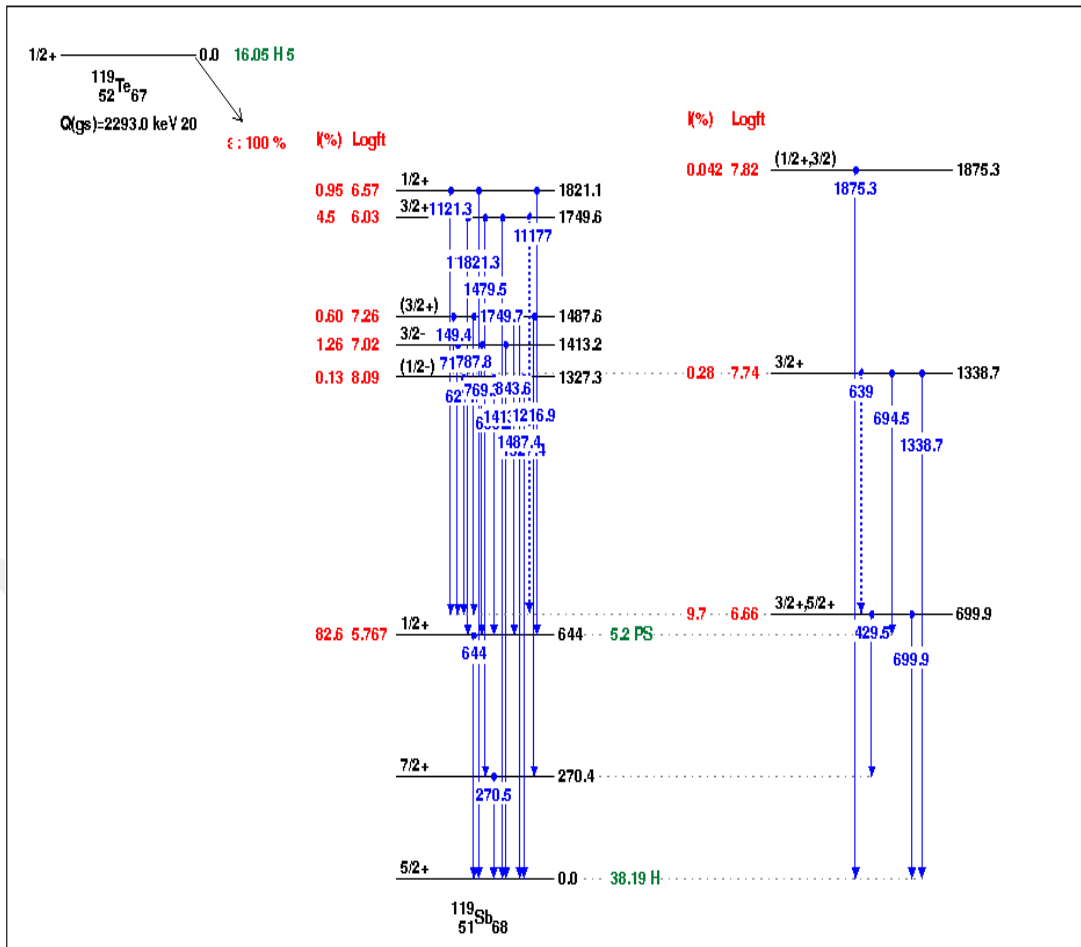 1/2+ 0.0 16.05 H 5
119
52 Te 67
Q(gs)=2293.0 keV 20
ε : 100 %
I(%) Logft
0.95 6.57 1/2+ 1821.1
1121.3
4.5 6.03 3/2+ 1749.6
11177
1821.3
1479.5
0.60 7.26 (3/2+) 1749.7 1487.6
149.4
1.26 7.02 3/2- 1413.2
787.8
0.13 8.09 (1/2-) 1327.3
769. 843.6
1216.9
1487.4
82.6 5.767 1/2+ 644 5.2 PS
644
7/2+ 270.4
270.5
5/2+ 0.0 38.19 H
119
51 Sb 68
I(%) Logft
0.042 7.82 (1/2+,3/2) 1875.3
1875.3
0.28 7.74 3/2+ 1338.7
639
694.5
1338.7
9.7 6.66 3/2+,5/2+ 699.9
429.5
699.9